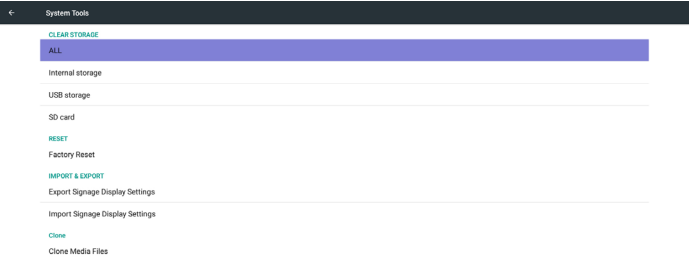 System Tools
CLEAR STORAGE
ALL
Internal storage
USB storage
SD card
RESET
Factory Reset
IMPORT & EXPORT
Export Signage Display Settings
Import Signage Display Settings
Clone
Clone Media Files